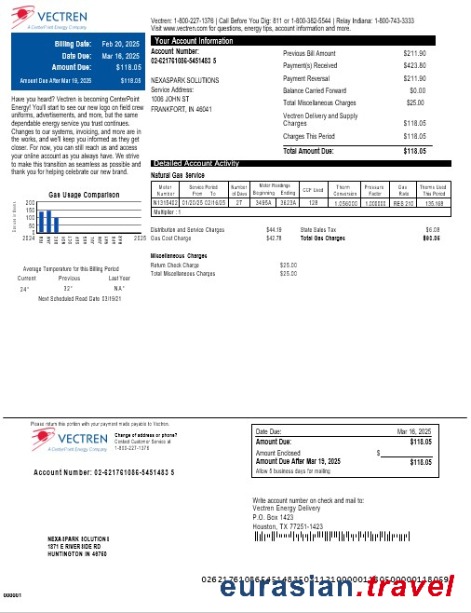 VECTREN
A CenterPoint Energy Company
Vectren: 1-800-227-1376 | Call Before You Dig: 811 or 1-800-382-5544 | Relay Indiana: 1-800-743-3333
Visit www.vectren.com for questions, energy tips, account information and more.
Billing Date: Feb 20, 2025
Date Due: Mar 16, 2025
Amount Due: $118.05
Amount Due After Mar 19, 2025 $118.05
Have you heard? Vectren is becoming CenterPoint
Energy! You'll start to see our new logo on field crew
uniforms, advertisements, and more, but the same
dependable energy service you trust continues.
Changes to our systems, invoicing, and more are in
the works, and we'll keep you informed as they get
closer. For now, you can still reach us and access
your online account as you always have. We strive
to make this transition as seamless as possible and
thank you for helping celebrate our new brand.
Your Account Information
Account Number:
02-621761086-5451483 5
NEXASPARK SOLUTIONS
Service Address:
1006 JOHN ST
FRANKFORT, IN 46041
Previous Bill Amount $211.90
Payment(s) Received $423.80
Payment Reversal $211.90
Balance Carried Forward $0.00
Total Miscellaneous Charges $25.00
Vectren Delivery and Supply
Charges $118.05
Charges This Period $118.05
Total Amount Due: $118.05
Detailed Account Activity
Natural Gas Service
Meter Number
Service Period From To
Number of Days
Meter Readings Beginning Ending
CCF Used
Therm Conversion
Pressure Factor
Gas Rate
Therms Used This Period
01/20/25 02/16/25 27 3495A 3623A 128 1.056000 1.000000 RES 210 135.168
Multiplier : 1
Distribution and Service Charges $44.19
Gas Cost Charge $42.78
State Sales Tax $6.08
Total Gas Charges
Miscellaneous Charges
Return Check Charge $25.00
Total Miscellaneous Charges $25.00
Gas Usage Comparison
200
150
100
50
0
2024 2025
Average Temperature for this Billing Period
Current Previous Last Year
24° 32° NA*
Next Scheduled Read Date 03/19/21
Please return this portion with your payment made payable to Vectren.
VECTREN
A CenterPoint Energy Company
Change of address or phone?
Contact Customer Service at
1-800-227-1376
Account Number: 02-621761086-5451483 5
Date Due: Mar 16, 2025
Amount Due: $118.05
Amount Enclosed $
Amount Due After Mar 19, 2025 $118.05
Allow 5 business days for mailing
Write account number on check and mail to:
Vectren Energy Delivery
P.O. Box 1423
Houston, TX 77251-1423
NEXASPARK SOLUTIONS
1871 E RIVERSIDE RD
HUNTINGTON IN 46750
eurasian.travel
000001